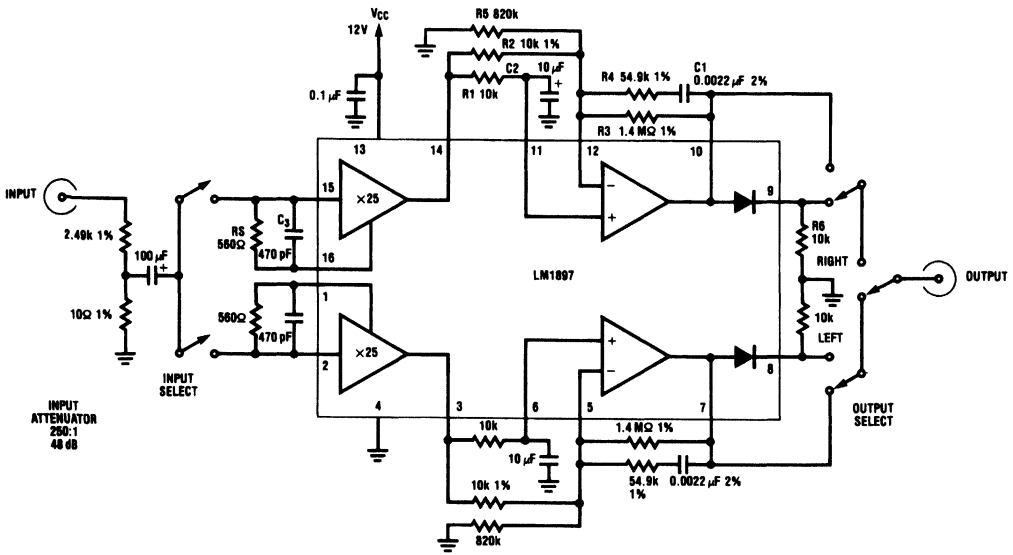 VCC
12V
R5 820k
R2 10k 1%
C2
10 µF
+
R1 10k
0.1 µF
R4 54.9k 1%
C1
0.0022 µF 2%
R3 1.4 MΩ 1%
13
14
11
12
10
INPUT
15
×25
−
+
9
2.49k 1%
RS
560Ω
C3
470 pF
100 µF
+
16
R6
10k
RIGHT
LM1897
OUTPUT
10Ω 1%
1
560Ω
470 pF
×25
+
−
10k
LEFT
2
8
INPUT
SELECT
INPUT
ATTENUATOR
250:1
48 dB
4
3
6
5
7
OUTPUT
SELECT
10k
10 µF
1.4 MΩ 1%
54.9k
1%
0.0022 µF 2%
10k 1%
820k